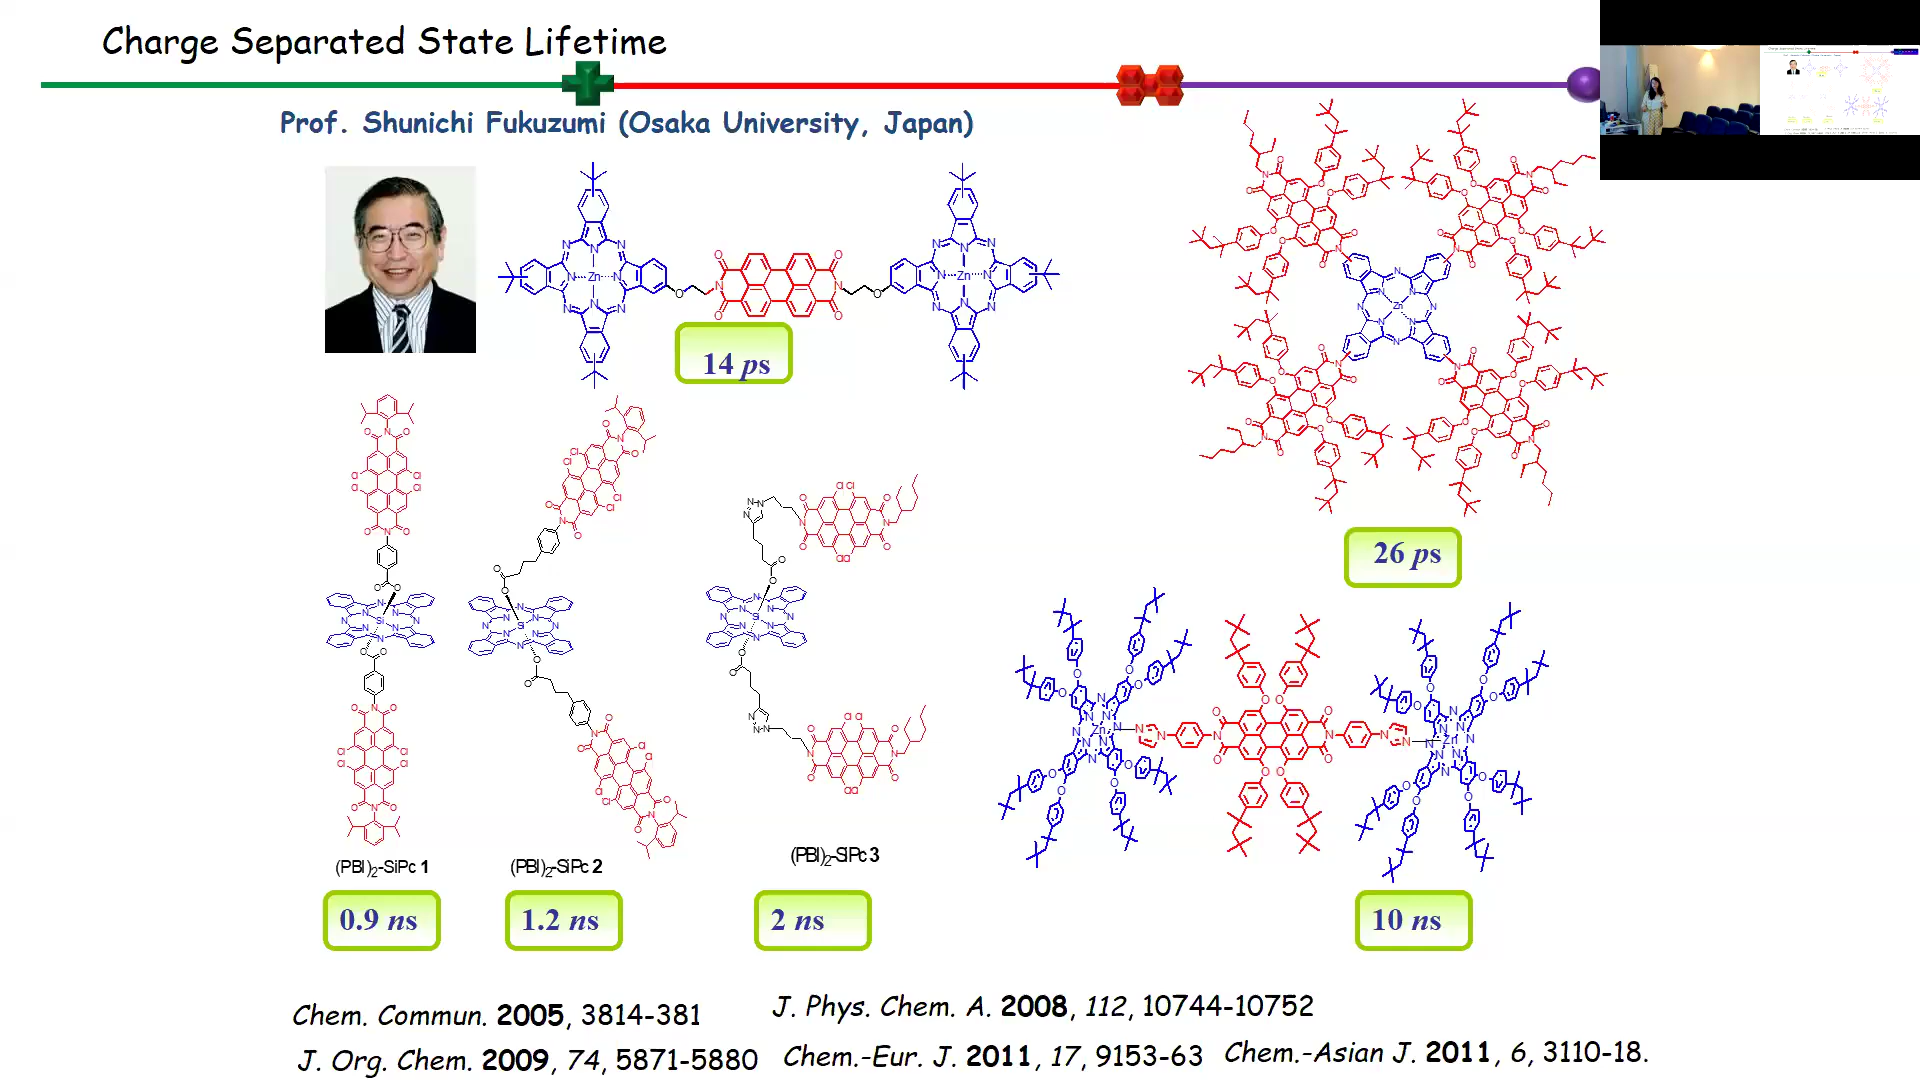 Charge Separated State Lifetime
Prof. Shunichi Fukuzumi (Osaka University, Japan)
14 ps
26 ps
(PBI)2-SiPc 1
(PBI)2-SiPc 2
(PBI)2-SiPc 3
0.9 ns
1.2 ns
2 ns
10 ns
Chem. Commun. 2005, 3814-381
J. Phys. Chem. A. 2008, 112, 10744-10752
J. Org. Chem. 2009, 74, 5871-5880
Chem.-Eur. J. 2011, 17, 9153-63
Chem.-Asian J. 2011, 6, 3110-18.